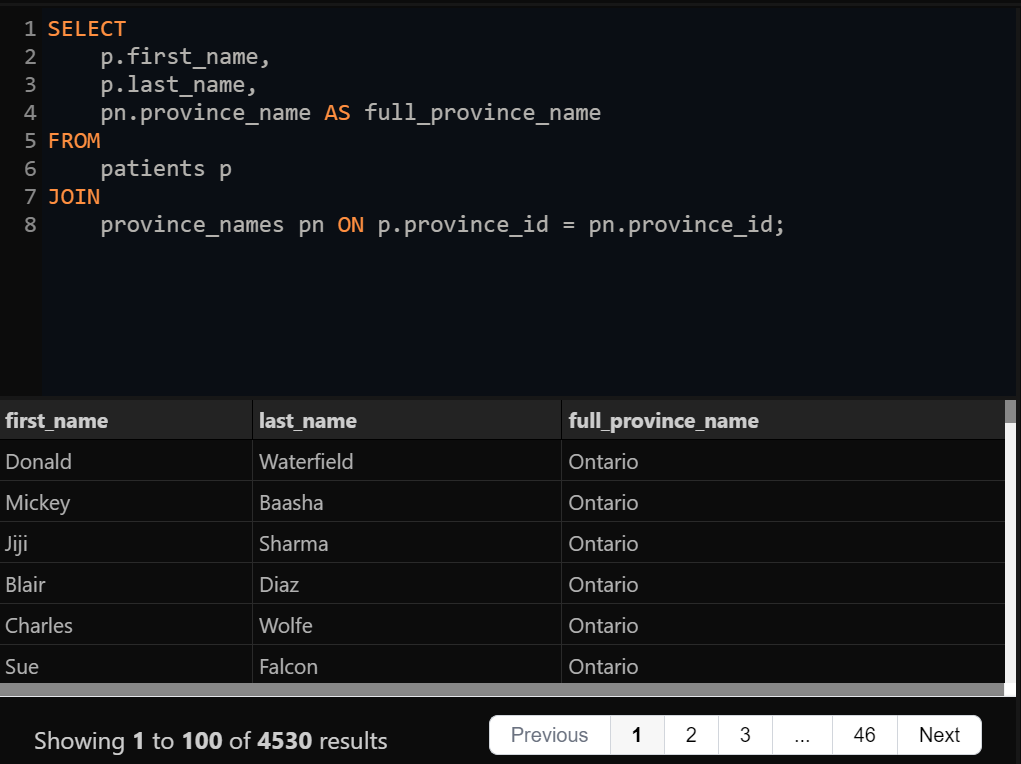 1 SELECT
2     p.first_name,
3     p.last_name,
4     pn.province_name AS full_province_name
5 FROM
6     patients p
7 JOIN
8     province_names pn ON p.province_id = pn.province_id;
first_name last_name full_province_name
Donald Waterfield Ontario
Mickey Baasha Ontario
Jiji Sharma Ontario
Blair Diaz Ontario
Charles Wolfe Ontario
Sue Falcon Ontario
Showing 1 to 100 of 4530 results Previous 1 2 3 ... 46 Next